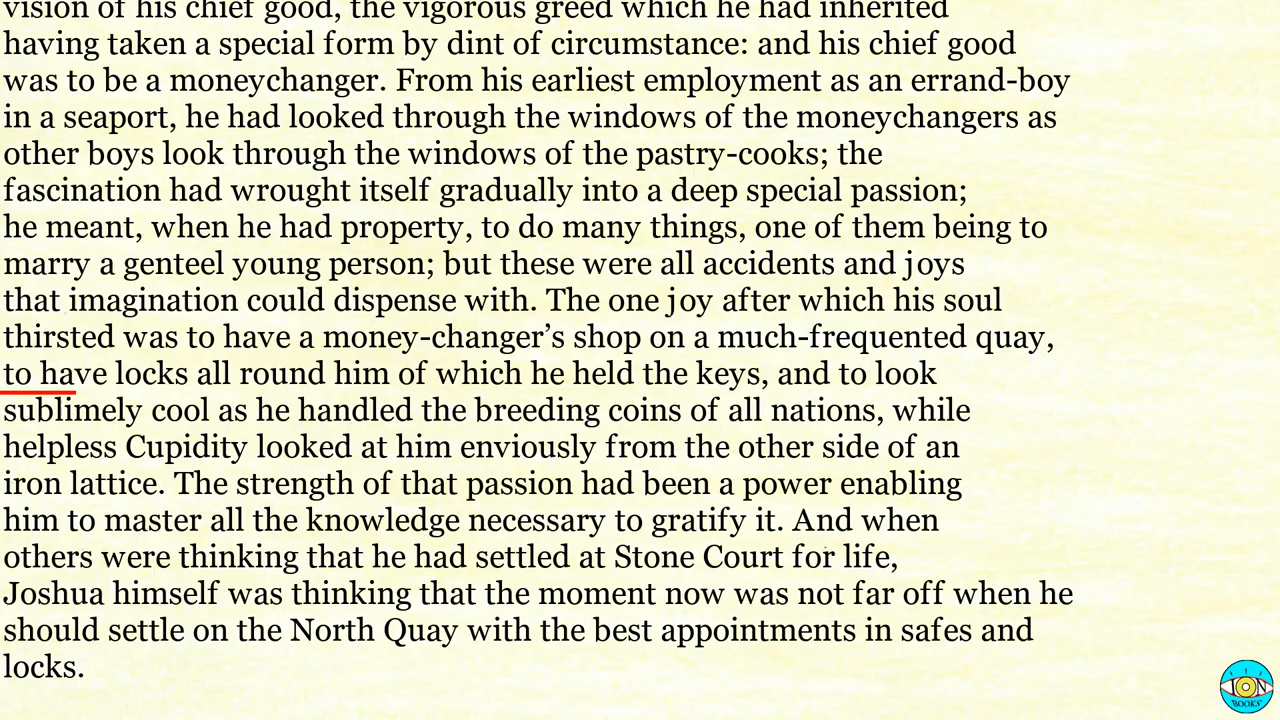 vision of his chief good, the vigorous greed which he had inherited
having taken a special form by dint of circumstance: and his chief good
was to be a moneychanger. From his earliest employment as an errand-boy
in a seaport, he had looked through the windows of the moneychangers as
other boys look through the windows of the pastry-cooks; the
fascination had wrought itself gradually into a deep special passion;
he meant, when he had property, to do many things, one of them being to
marry a genteel young person; but these were all accidents and joys
that imagination could dispense with. The one joy after which his soul
thirsted was to have a money-changer’s shop on a much-frequented quay,
to have locks all round him of which he held the keys, and to look
sublimely cool as he handled the breeding coins of all nations, while
helpless Cupidity looked at him enviously from the other side of an
iron lattice. The strength of that passion had been a power enabling
him to master all the knowledge necessary to gratify it. And when
others were thinking that he had settled at Stone Court for life,
Joshua himself was thinking that the moment now was not far off when he
should settle on the North Quay with the best appointments in safes and
locks.
ION
BOOKS